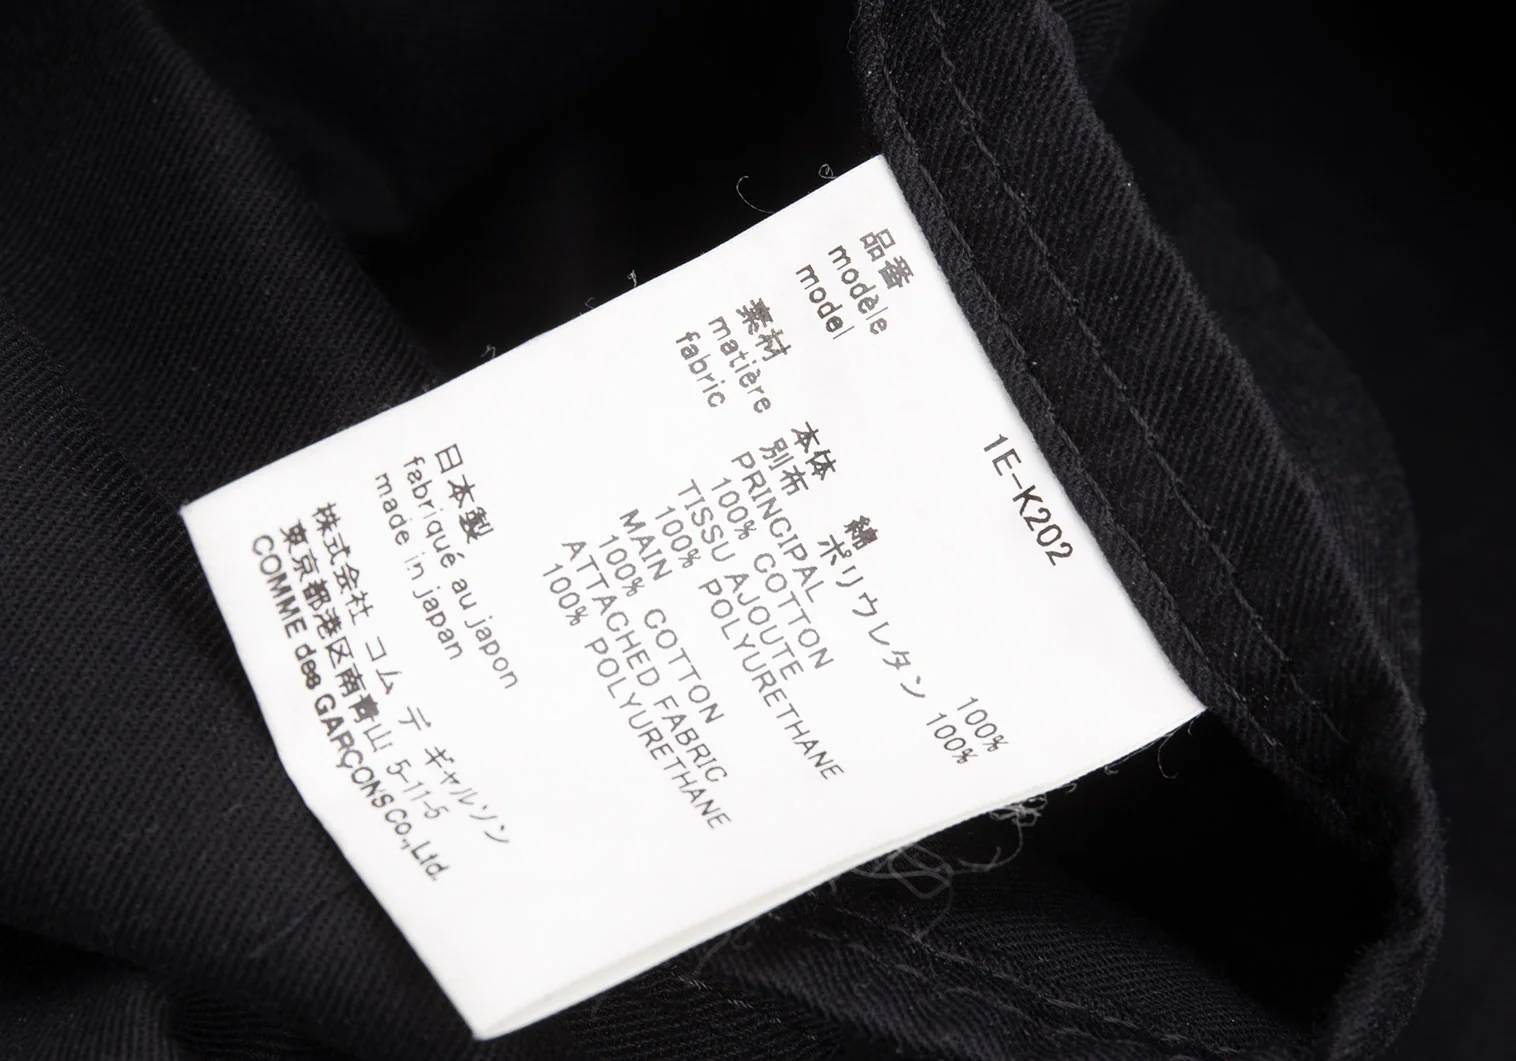 品番
modèle
model
1E-K202
素材
matière
fabric
本体 綿 100%
別布 ポリウレタン 100%
PRINCIPAL
100% COTTON
TISSU AJOUTE
100% POLYURETHANE
MAIN
100% COTTON
ATTACHED FABRIC
100% POLYURETHANE
日本製
fabriqué au japon
made in japan
株式会社 コム デ ギャルソン
東京都港区南青山 5-11-5
COMME des GARÇONS Co., Ltd.